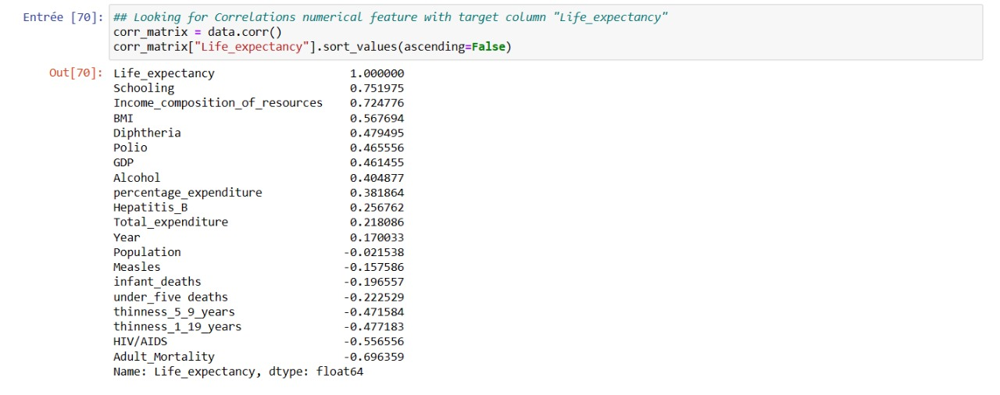 Entrée [70]: ## Looking for Correlations numerical feature with target column "Life_expectancy"
corr_matrix = data.corr()
corr_matrix["Life_expectancy"].sort_values(ascending=False)
Out[70]: Life_expectancy 1.000000
Schooling 0.751975
Income_composition_of_resources 0.724776
BMI 0.567694
Diphtheria 0.479495
Polio 0.465556
GDP 0.461455
Alcohol 0.404877
percentage_expenditure 0.381864
Hepatitis_B 0.256762
Total_expenditure 0.218086
Year 0.170033
Population -0.021538
Measles -0.157586
infant_deaths -0.196557
under_five deaths -0.222529
thinness_5_9_years -0.471584
thinness_1_19_years -0.477183
HIV/AIDS -0.556556
Adult_Mortality -0.696359
Name: Life_expectancy, dtype: float64